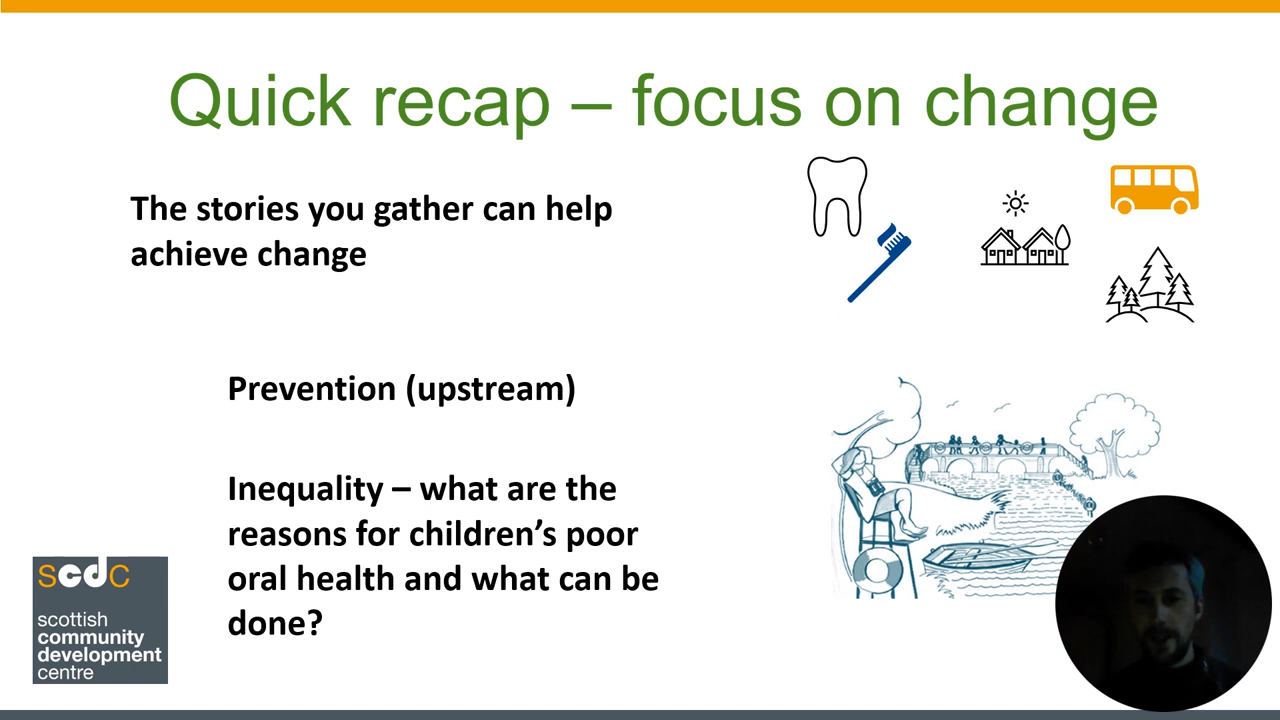 Quick recap – focus on change
The stories you gather can help
achieve change
Prevention (upstream)
Inequality – what are the
reasons for children’s poor
oral health and what can be
done?
scdc
scottish
community
development
centre